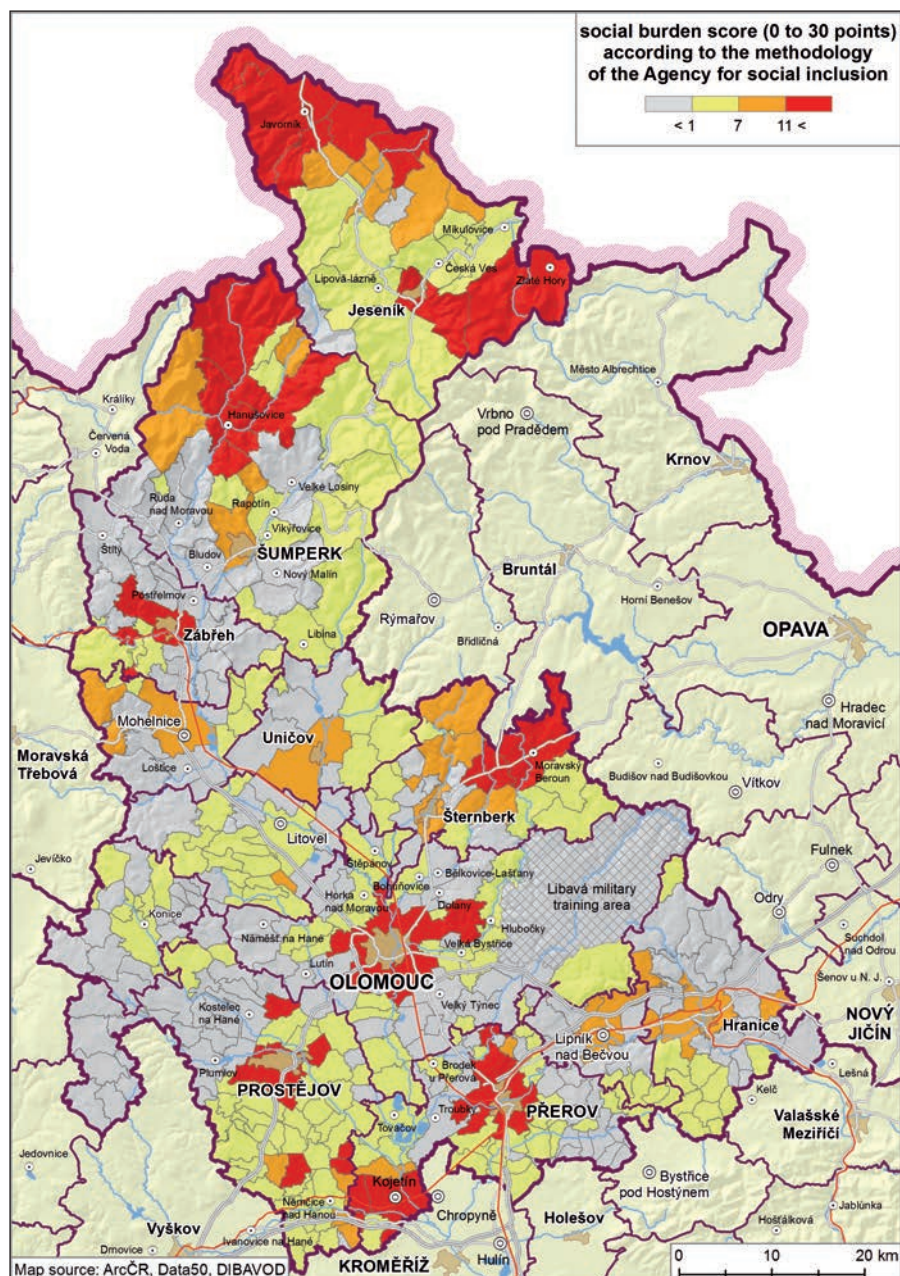 social burden score (0 to 30 points)
according to the methodology
of the Agency for social inclusion
< 1 7 11 <
Javorník
Mikulovice
Česká Ves
Zlaté Hory
Lipová-lázně
Jeseník
Město Albrechtice
Králíky
Hanušovice
Vrbno
pod Pradědem
Červená
Voda
Krnov
Velké Losiny
Ruda
nad Moravou
Rapotín
Vikýřovice
Štíty
Bludov
ŠUMPERK
Bruntál
Nový Malín
Horní Benešov
Postřelmov
Rýmařov
Zábřeh
Libina
Břidličná
OPAVA
Hradec
nad Moravicí
Mohelnice
Uničov
Moravská
Třebová
Moravský
Beroun
Loštice
Budišov nad Budišovkou
Vítkov
Šternberk
Litovel
Štěpánov
Jevíčko
Bohuňovice
Bělkovice-Lašťany
Fulnek
Horka
nad Moravou
Dolany
Libavá military
training area
Konice
Odry
Náměšť na Hané
Hlubočky
Suchdol
nad Odrou
Velká Bystřice
Lutín
OLOMOUC
Šenov u N. J.
Velký Týnec
Kostelec
na Hané
NOVÝ
JIČÍN
Hranice
Lipník
nad Bečvou
Plumlov
Brodek
u Přerova
Lešná
PROSTĚJOV
Kelč
Troubky
PŘEROV
Tovačov
Valašské
Meziříčí
Jedovnice
Bystřice
pod Hostýnem
Kojetín
Němčice
nad Hanou
Chropyně
Holešov
Jablůnka
Vyškov
Hošťálková
Ivanovice na Hané
Drnovice
Hulín
KROMĚŘÍŽ
0 10 20 km
Map source: ArcČR, Data50, DIBAVOD